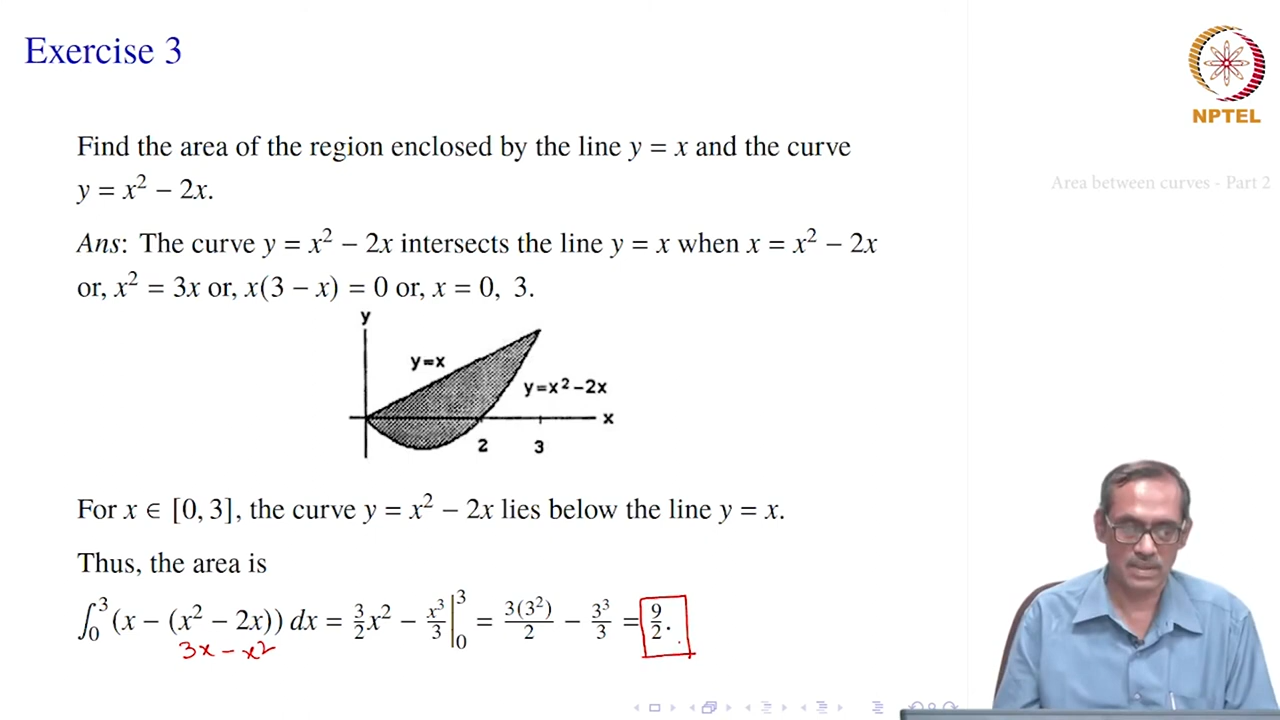 Exercise 3
NPTEL
Find the area of the region enclosed by the line y = x and the curve
y = x² − 2x.
Area between curves - Part 2
Ans: The curve y = x² − 2x intersects the line y = x when x = x² − 2x
or, x² = 3x or, x(3 − x) = 0 or, x = 0, 3.
y
y=x
y=x²-2x
x
2 3
For x ∈ [0, 3], the curve y = x² − 2x lies below the line y = x.
Thus, the area is
∫₀³ (x − (x² − 2x)) dx = 3/2 x² − x³/3 |₀³ = 3(3²)/2 − 3³/3 = 9/2.
3x − x²